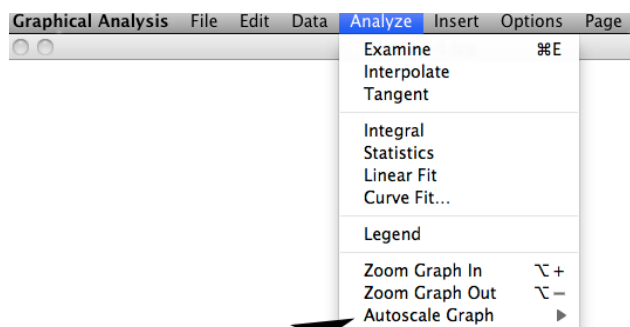 Graphical Analysis File Edit Data Analyze Insert Options Page
Examine ⌘E
Interpolate
Tangent
Integral
Statistics
Linear Fit
Curve Fit...
Legend
Zoom Graph In ⌥+
Zoom Graph Out ⌥−
Autoscale Graph ▶